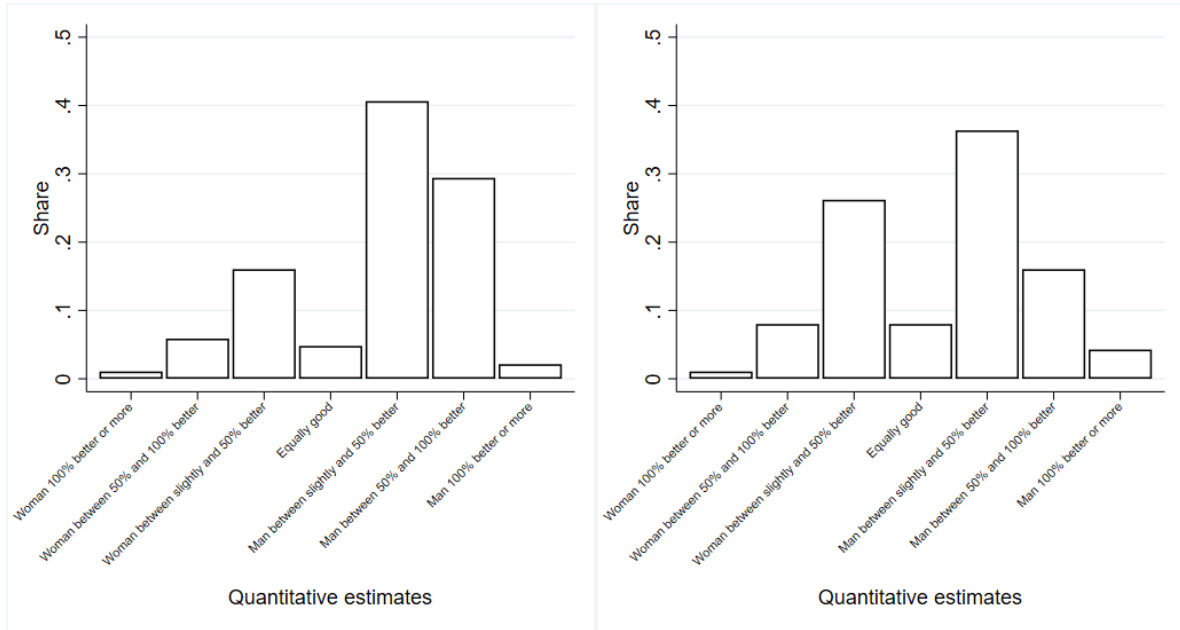 .5
.4
.3
.2
.1
0
Share
Woman 100% better or more
Woman between 50% and 100% better
Woman between slightly and 50% better
Equally good
Man between slightly and 50% better
Man between 50% and 100% better
Man 100% better or more
Quantitative estimates
.5
.4
.3
.2
.1
0
Share
Woman 100% better or more
Woman between 50% and 100% better
Woman between slightly and 50% better
Equally good
Man between slightly and 50% better
Man between 50% and 100% better
Man 100% better or more
Quantitative estimates